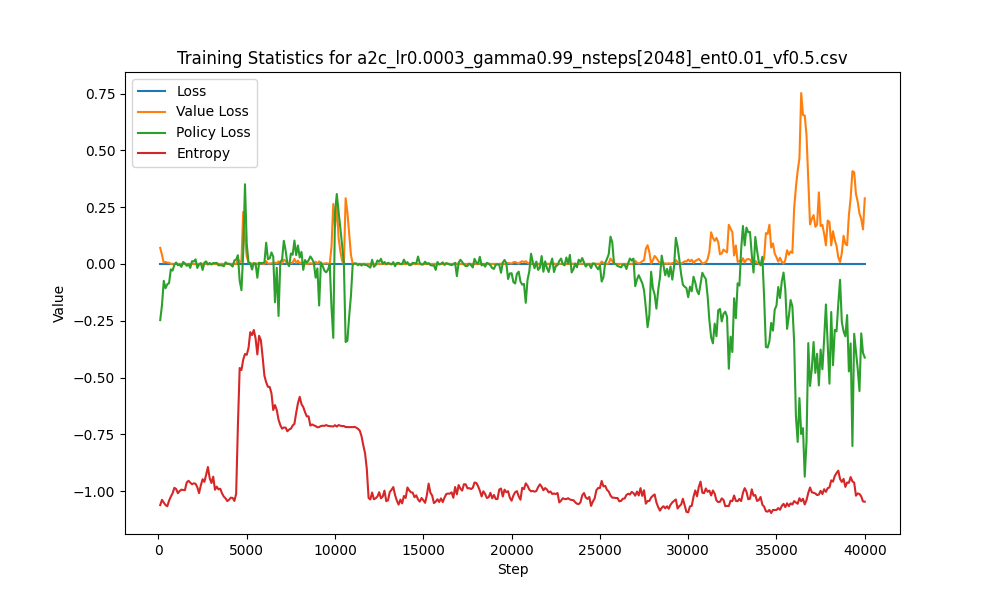 Training Statistics for a2c_lr0.0003_gamma0.99_nsteps[2048]_ent0.01_vf0.5.csv
Loss
Value Loss
Policy Loss
Entropy
Value
0.75
0.50
0.25
0.00
−0.25
−0.50
−0.75
−1.00
0 5000 10000 15000 20000 25000 30000 35000 40000
Step